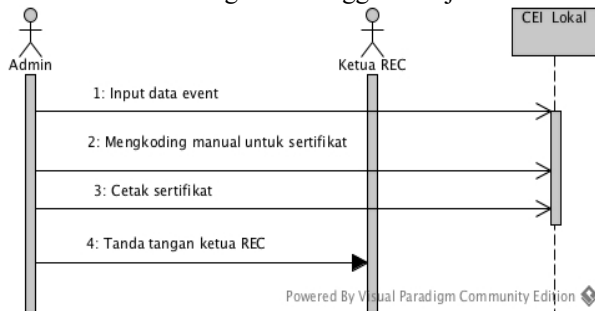 CEI Lokal
Admin
Ketua REC
1: Input data event
2: Mengkoding manual untuk sertifikat
3: Cetak sertifikat
4: Tanda tangan ketua REC
Powered By Visual Paradigm Community Edition